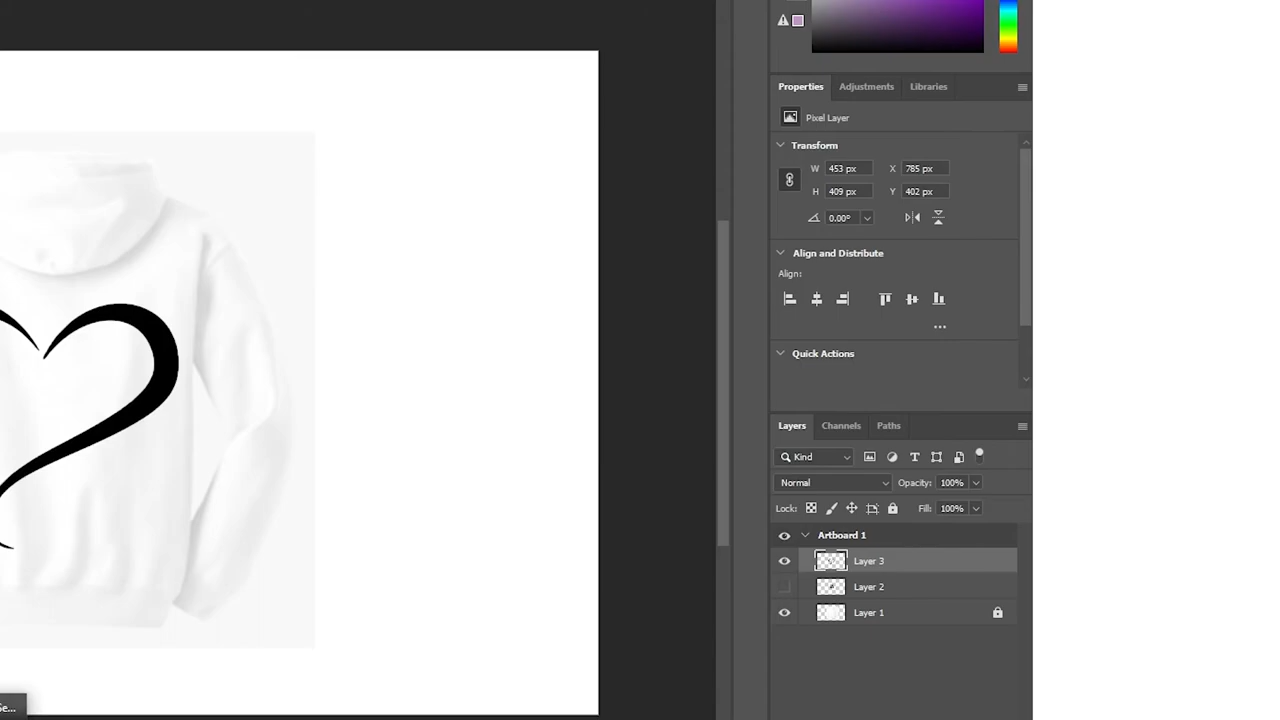 Properties Adjustments Libraries
Pixel Layer
Transform
W 453 px X 785 px
H 409 px Y 402 px
0.00°
Align and Distribute
Align:
Quick Actions
Layers Channels Paths
Kind T
Normal Opacity: 100%
Lock: Fill: 100%
Artboard 1
Layer 3
Layer 2
Layer 1